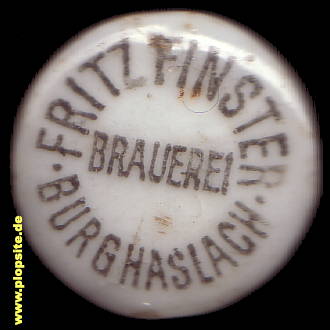 FRITZ FINSTER
BRAUEREI
· BURGHASLACH ·
www.plopsite.de